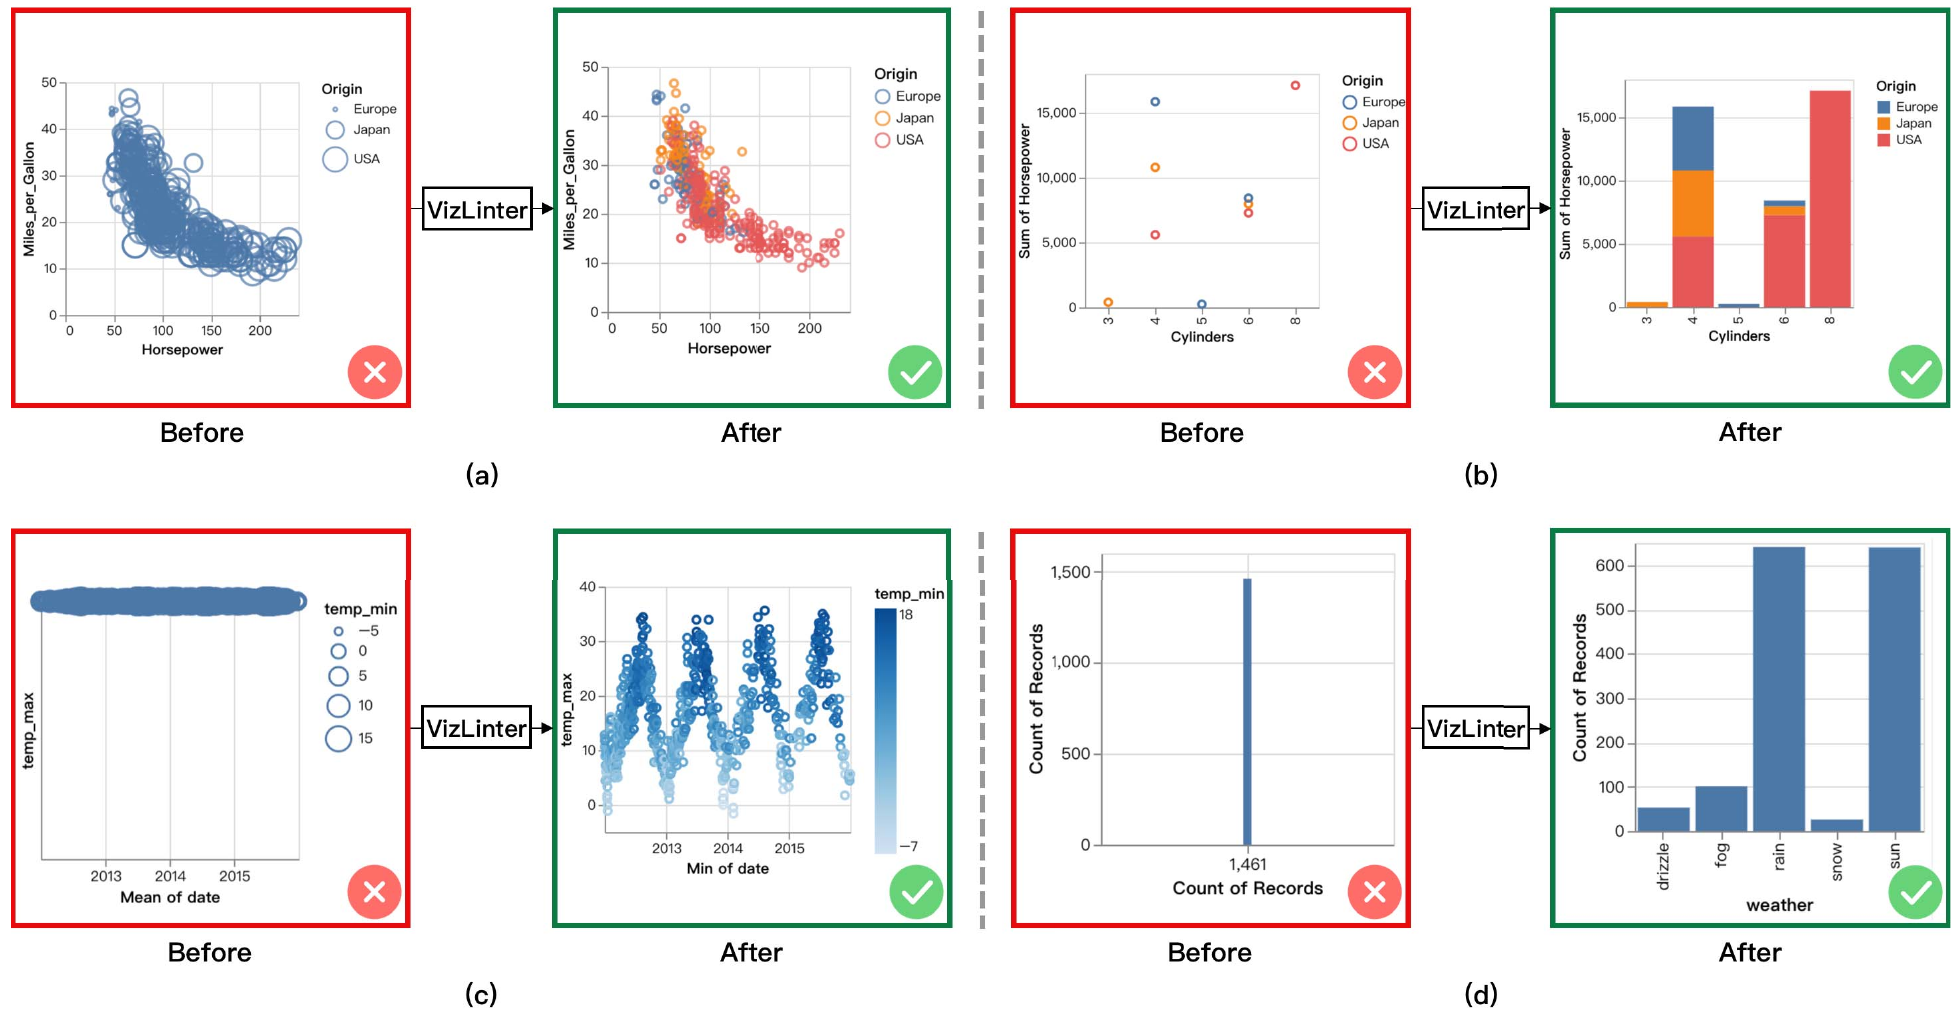 50
40
30
20
10
0
0 50 100 150 200
Miles_per_Gallon
Horsepower
Origin
Europe
Japan
USA
VizLinter
50
40
30
20
10
0
0 50 100 150 200
Miles_per_Gallon
Horsepower
Origin
Europe
Japan
USA
Before
After
(a)
15,000
10,000
5,000
0
3 4 5 6 8
Sum of Horsepower
Cylinders
Origin
Europe
Japan
USA
VizLinter
15,000
10,000
5,000
0
3 4 5 6 8
Sum of Horsepower
Cylinders
Origin
Europe
Japan
USA
Before
After
(b)
temp_max
2013 2014 2015
Mean of date
temp_min
−5
0
5
10
15
VizLinter
40
30
20
10
0
temp_max
2013 2014 2015
Min of date
temp_min
18
−7
Before
After
(c)
1,500
1,000
500
0
Count of Records
1,461
Count of Records
VizLinter
600
500
400
300
200
100
0
Count of Records
drizzle fog rain snow sun
weather
Before
After
(d)